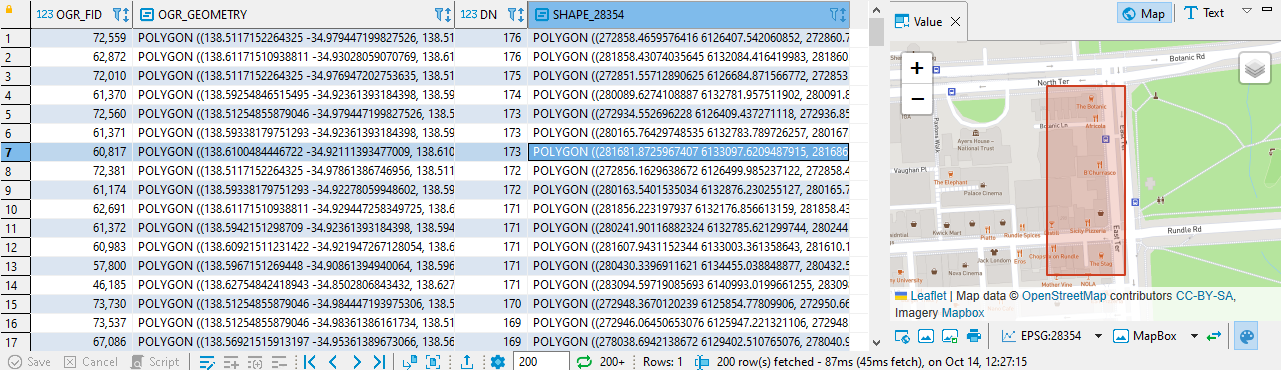 123 OGR_FID OGR_GEOMETRY 123 DN SHAPE_28354
1 72,559 POLYGON ((138.5117152264325 -34.979447199827526, 138.51 176 POLYGON ((272858.4659576416 6126407.542060852, 272860.7
2 62,872 POLYGON ((138.61171510938811 -34.93028059070769, 138.61 176 POLYGON ((281858.43074035645 6132084.416419983, 281860
3 72,010 POLYGON ((138.5117152264325 -34.976947202753635, 138.51 175 POLYGON ((272851.55712890625 6126684.871566772, 272853
4 61,370 POLYGON ((138.59254846515495 -34.92361393184398, 138.59 174 POLYGON ((280089.6274108887 6132781.957511902, 280091.8
5 72,560 POLYGON ((138.51254855879046 -34.979447199827526, 138.5 173 POLYGON ((272934.552696228 6126409.437271118, 272936.85
6 61,371 POLYGON ((138.59338179751293 -34.92361393184398, 138.59 173 POLYGON ((280165.76429748535 6132783.789726257, 280167
7 60,817 POLYGON ((138.6100484446722 -34.92111393477009, 138.610 173 POLYGON ((281681.8725967407 6133097.6209487915, 281686
8 72,381 POLYGON ((138.5117152264325 -34.97861386746956, 138.511 172 POLYGON ((272856.1629638672 6126499.985237122, 272858.4
9 61,174 POLYGON ((138.59338179751293 -34.92278059948602, 138.59 172 POLYGON ((280163.5401535034 6132876.230255127, 280165.7
10 62,691 POLYGON ((138.61171510938811 -34.929447258349725, 138.6 171 POLYGON ((281856.223197937 6132176.856613159, 281858.43
11 61,372 POLYGON ((138.5942151298709 -34.92361393184398, 138.594 171 POLYGON ((280241.90116882324 6132785.621299744, 280244
12 60,983 POLYGON ((138.60921511231422 -34.921947267128054, 138.6 171 POLYGON ((281607.9431152344 6133003.361358643, 281610.1
13 57,800 POLYGON ((138.5967151269448 -34.90861394940064, 138.596 171 POLYGON ((280430.3396911621 6134455.038848877, 280432.5
14 46,185 POLYGON ((138.62754842418943 -34.8502806843432, 138.627 171 POLYGON ((283094.59719085693 6140993.0199661255, 283098
15 73,730 POLYGON ((138.51254855879046 -34.98444719375306, 138.51 170 POLYGON ((272948.3670120239 6125854.77809906, 272950.66
16 73,537 POLYGON ((138.51254855879046 -34.98361386161734, 138.51 169 POLYGON ((272946.06450653076 6125947.221321106, 272948
17 67,086 POLYGON ((138.56921515913197 -34.95361389673066, 138.56 169 POLYGON ((278038.6942138672 6129402.510765076, 278040.9
Save Cancel Script 200 200+ Rows: 1 200 row(s) fetched - 87ms (45ms fetch), on Oct 14, 12:27:15
Value Map Text
+
−
Botanic Rd
North Ter
The Botanic
Africola
Botanic Ln
East Ter
Ayers House -
National Trust
Vaughan Pl
The Elephant
Palace Cinema
B'Churrasco
Kwick Mart
Piatto
Rundle Spices
Sicily Pizzeria
East Ter
Rundle Rd
Jack London
Eros
Chopstix on Rundle
Nova Cinema
The Stag
NOLA
Leaflet | Map data © OpenStreetMap contributors CC-BY-SA,
Imagery Mapbox
EPSG:28354 MapBox